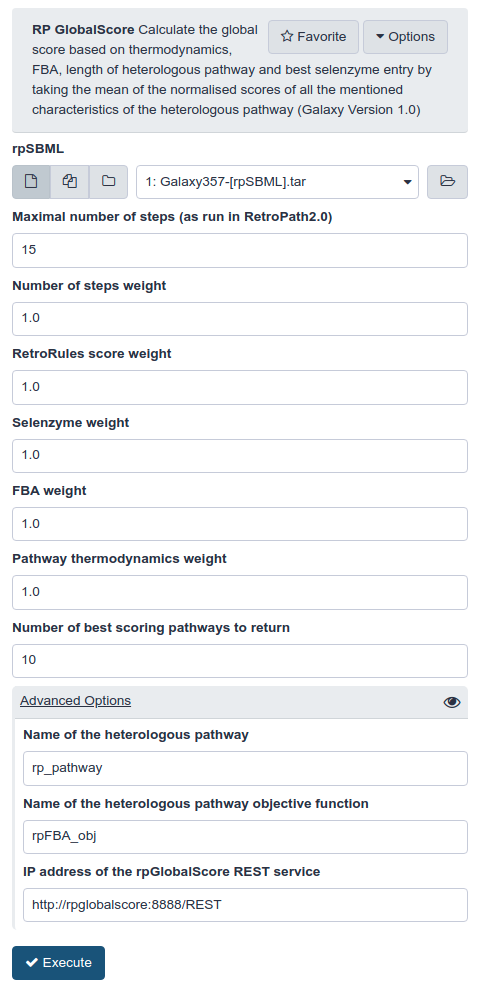 RP GlobalScore Calculate the global
score based on thermodynamics,
FBA, length of heterologous pathway and best selenzyme entry by
taking the mean of the normalised scores of all the mentioned
characteristics of the heterologous pathway (Galaxy Version 1.0)
Favorite
Options
rpSBML
1: Galaxy357-[rpSBML].tar
Maximal number of steps (as run in RetroPath2.0)
15
Number of steps weight
1.0
RetroRules score weight
1.0
Selenzyme weight
1.0
FBA weight
1.0
Pathway thermodynamics weight
1.0
Number of best scoring pathways to return
10
Advanced Options
Name of the heterologous pathway
rp_pathway
Name of the heterologous pathway objective function
rpFBA_obj
IP address of the rpGlobalScore REST service
http://rpglobalscore:8888/REST
Execute